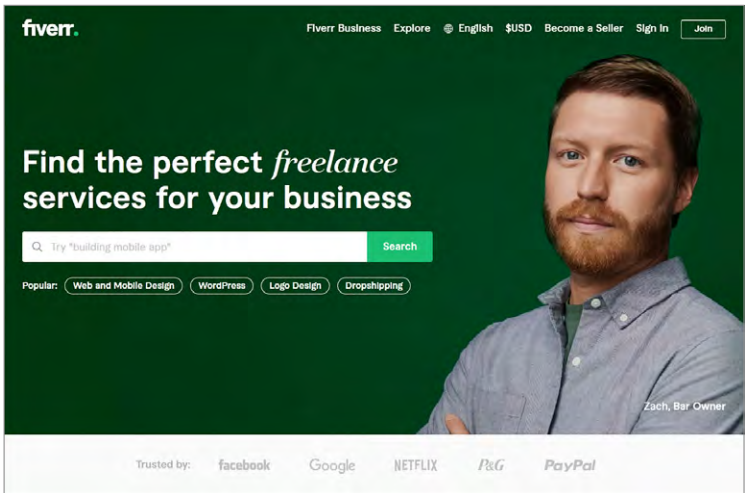 fiverr.
Fiverr Business Explore English $USD Become a Seller Sign In Join
Find the perfect freelance
services for your business
Try "building mobile app" Search
Popular: Web and Mobile Design WordPress Logo Design Dropshipping
Zach, Bar Owner
Trusted by: facebook Google NETFLIX P&G PayPal